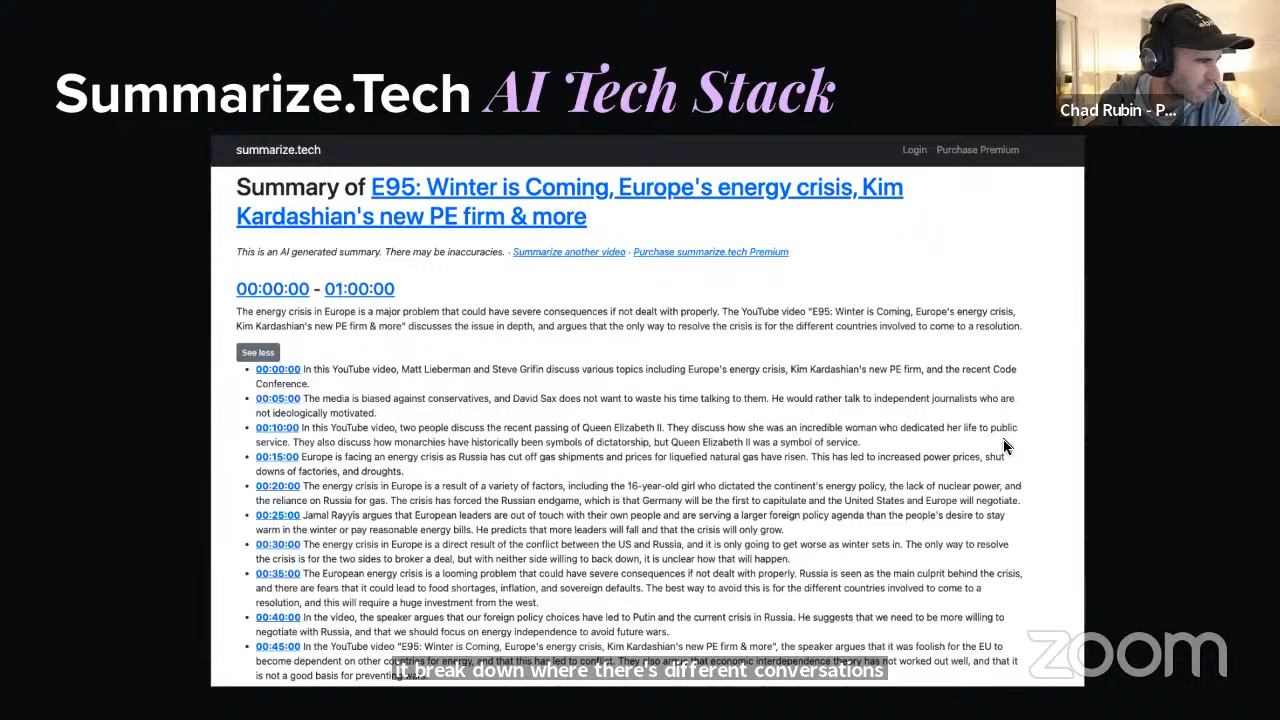 Summarize.Tech AI Tech Stack
Chad Rubin - P...
summarize.tech
Login Purchase Premium
Summary of E95: Winter is Coming, Europe's energy crisis, Kim
Kardashian's new PE firm & more
This is an AI generated summary. There may be inaccuracies. · Summarize another video · Purchase summarize.tech Premium
00:00:00 - 01:00:00
The energy crisis in Europe is a major problem that could have severe consequences if not dealt with properly. The YouTube video "E95: Winter is Coming, Europe's energy crisis,
Kim Kardashian's new PE firm & more" discusses the issue in depth, and argues that the only way to resolve the crisis is for the different countries involved to come to a resolution.
See less
• 00:00:00 In this YouTube video, Matt Lieberman and Steve Grifin discuss various topics including Europe's energy crisis, Kim Kardashian's new PE firm, and the recent Code
Conference.
• 00:05:00 The media is biased against conservatives, and David Sax does not want to waste his time talking to them. He would rather talk to independent journalists who are
not ideologically motivated.
• 00:10:00 In this YouTube video, two people discuss the recent passing of Queen Elizabeth II. They discuss how she was an incredible woman who dedicated her life to public
service. They also discuss how monarchies have historically been symbols of dictatorship, but Queen Elizabeth II was a symbol of service.
• 00:15:00 Europe is facing an energy crisis as Russia has cut off gas shipments and prices for liquefied natural gas have risen. This has led to increased power prices, shut
downs of factories, and droughts.
• 00:20:00 The energy crisis in Europe is a result of a variety of factors, including the 16-year-old girl who dictated the continent's energy policy, the lack of nuclear power, and
the reliance on Russia for gas. The crisis has forced the Russian endgame, which is that Germany will be the first to capitulate and the United States and Europe will negotiate.
• 00:25:00 Jamal Rayyis argues that European leaders are out of touch with their own people and are serving a larger foreign policy agenda than the people's desire to stay
warm in the winter or pay reasonable energy bills. He predicts that more leaders will fall and that the crisis will only grow.
• 00:30:00 The energy crisis in Europe is a direct result of the conflict between the US and Russia, and it is only going to get worse as winter sets in. The only way to resolve
the crisis is for the two sides to broker a deal, but with neither side willing to back down, it is unclear how that will happen.
• 00:35:00 The European energy crisis is a looming problem that could have severe consequences if not dealt with properly. Russia is seen as the main culprit behind the crisis,
and there are fears that it could lead to food shortages, inflation, and sovereign defaults. The best way to avoid this is for the different countries involved to come to a
resolution, and this will require a huge investment from the west.
• 00:40:00 In the video, the speaker argues that our foreign policy choices have led to Putin and the current crisis in Russia. He suggests that we need to be more willing to
negotiate with Russia, and that we should focus on energy independence to avoid future wars.
• 00:45:00 In the YouTube video "E95: Winter is Coming, Europe's energy crisis, Kim Kardashian's new PE firm & more", the speaker argues that it was foolish for the EU to
become dependent on other countries for energy, and that this has led to conflict. They also argue that economic interdependence theory has not worked out well, and that it
is not a good basis for preventing wars.
It break down where there's different conversations
zoom